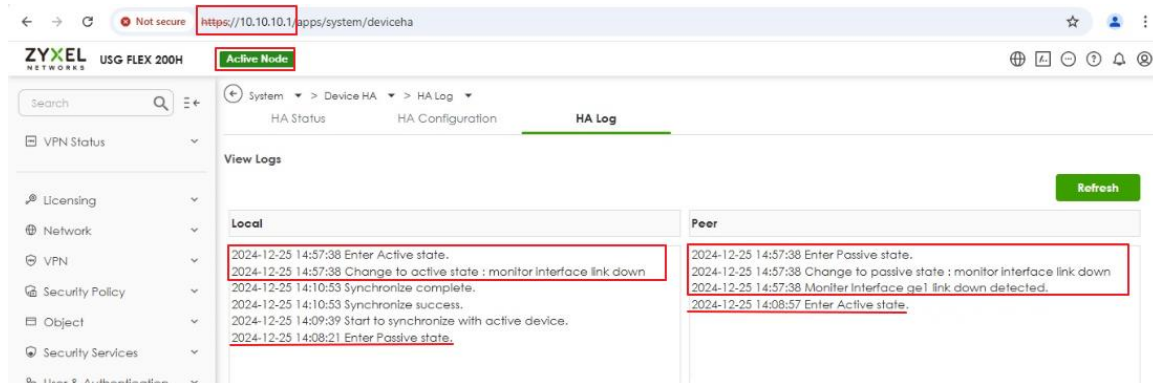 Not secure https://10.10.10.1/apps/system/deviceha
ZYXEL
NETWORKS
USG FLEX 200H
Active Node
Search
System > Device HA > HA Log
HA Status HA Configuration HA Log
VPN Status
View Logs
Refresh
Licensing
Network
VPN
Security Policy
Object
Security Services
User & Authentication
Local
2024-12-25 14:57:38 Enter Active state.
2024-12-25 14:57:38 Change to active state : monitor interface link down
2024-12-25 14:10:53 Synchronize complete.
2024-12-25 14:10:53 Synchronize success.
2024-12-25 14:09:39 Start to synchronize with active device.
2024-12-25 14:08:21 Enter Passive state.
Peer
2024-12-25 14:57:38 Enter Passive state.
2024-12-25 14:57:38 Change to passive state : monitor interface link down
2024-12-25 14:57:38 Moniter Interface ge1 link down detected.
2024-12-25 14:08:57 Enter Active state.